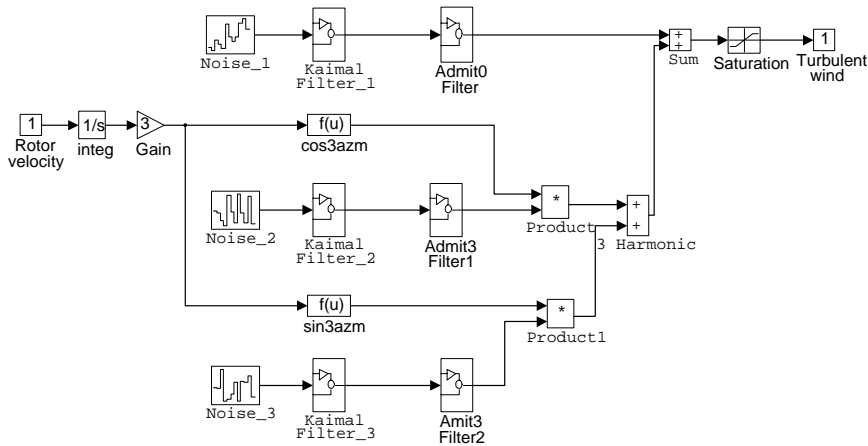 Noise_1
Kaimal
Filter_1
Admit0
Filter
+
+
Sum
Saturation
1
Turbulent
wind
1
Rotor
velocity
1/s
integ
3
Gain
f(u)
cos3azm
Noise_2
Kaimal
Filter_2
Admit3
Filter1
*
Product
+
+
3 Harmonic
f(u)
sin3azm
*
Product1
Noise_3
Kaimal
Filter_3
Amit3
Filter2